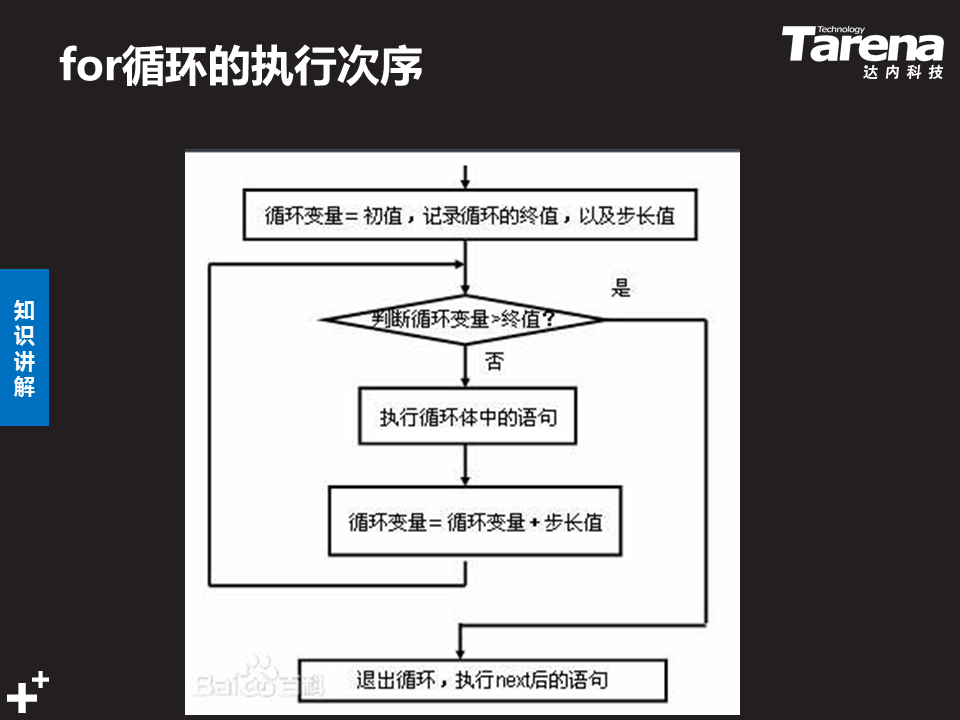 for循环的执行次序
Technology
Tarena
达内科技
知识讲解
循环变量=初值，记录循环的终值，以及步长值
是
判断循环变量>终值？
否
执行循环体中的语句
循环变量=循环变量+步长值
退出循环，执行next后的语句
Baidu百科